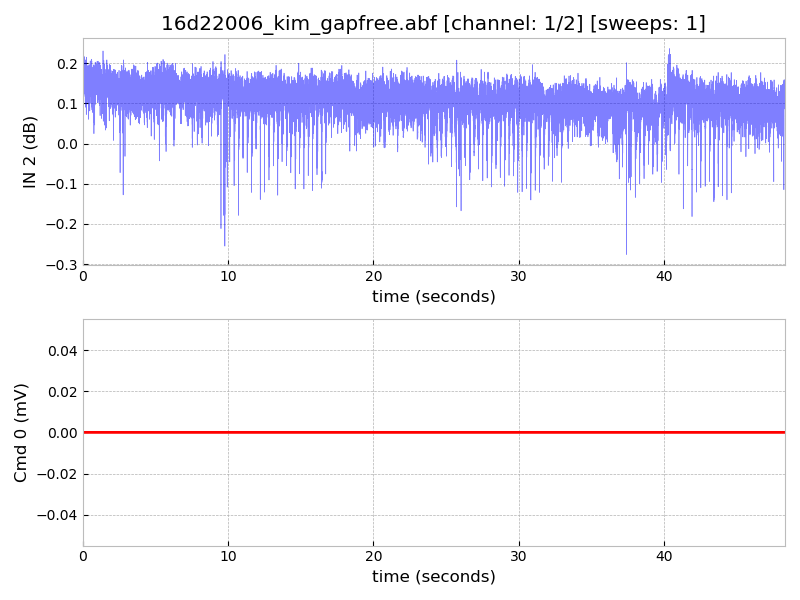 16d22006_kim_gapfree.abf [channel: 1/2] [sweeps: 1]
IN 2 (dB)
0.2
0.1
0.0
−0.1
−0.2
−0.3
0 10 20 30 40
time (seconds)
Cmd 0 (mV)
0.04
0.02
0.00
−0.02
−0.04
0 10 20 30 40
time (seconds)